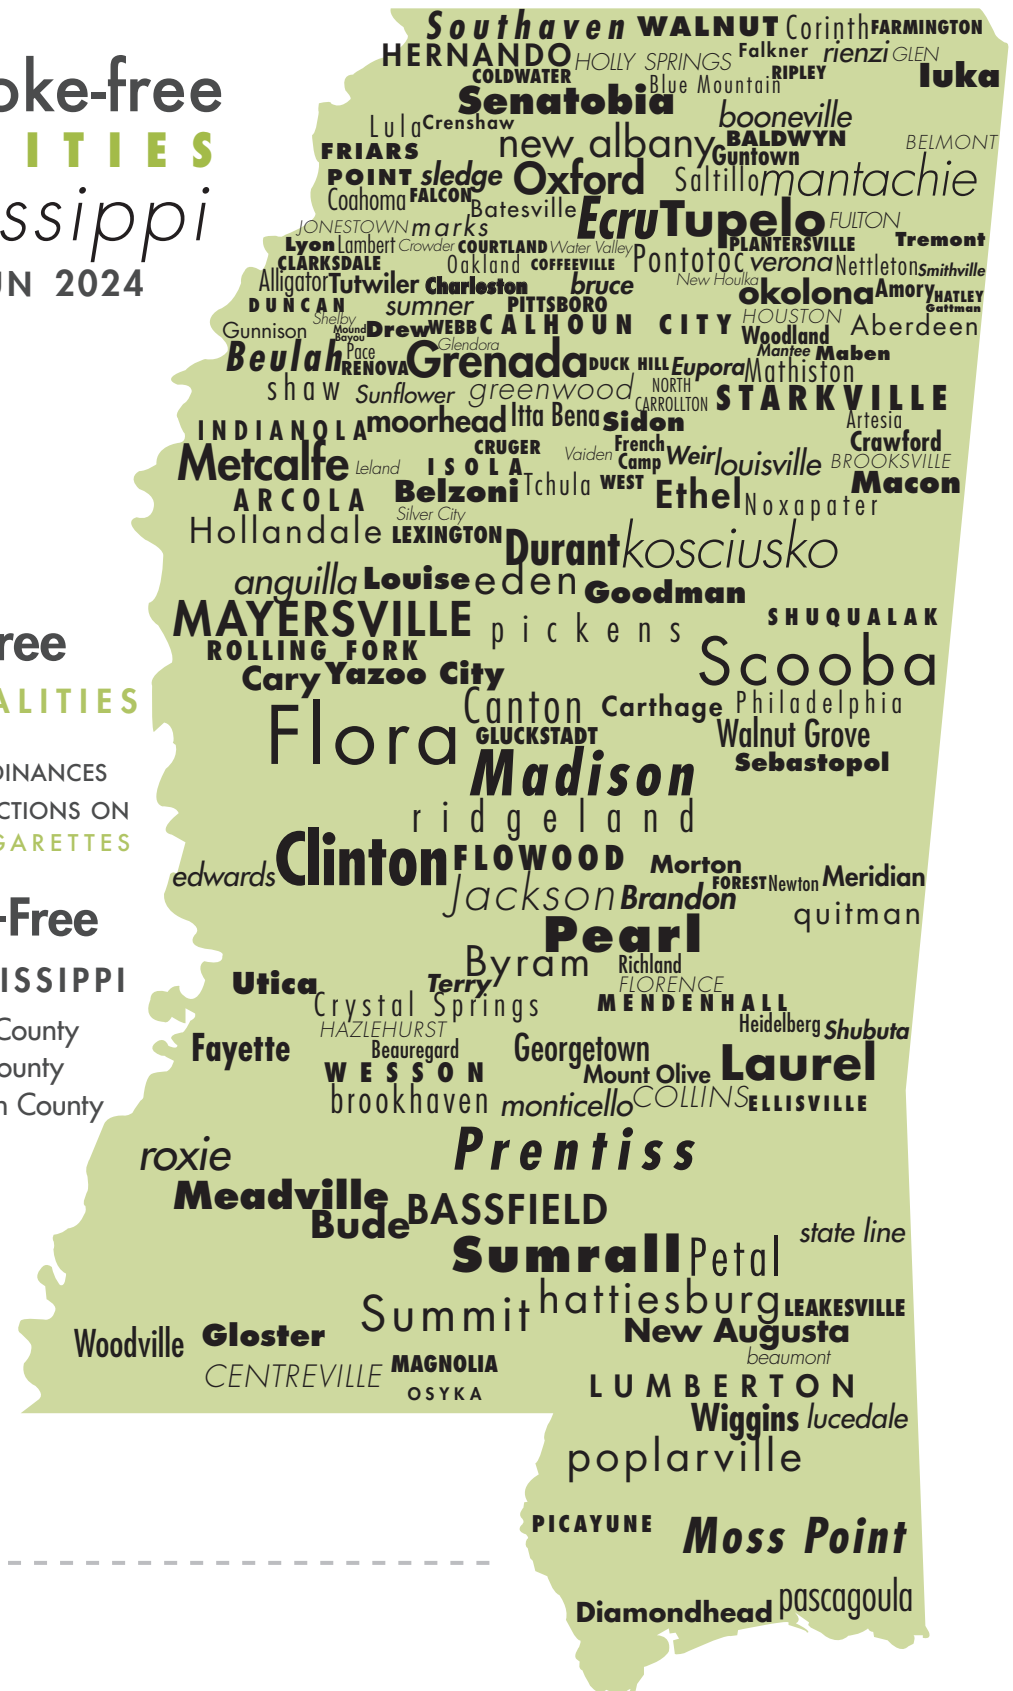 oke-free
ITIES
ssippi
UN 2024
ree
ALITIES
DINANCES
CTIONS ON
GARETTES
-Free
ISSIPPI
County
ounty
n County
Southaven WALNUT Corinth FARMINGTON
HERNANDO HOLLY SPRINGS Falkner rienzi GLEN
COLDWATER Blue Mountain RIPLEY Iuka
Senatobia booneville
Lula Crenshaw new albany BALDWYN BELMONT
FRIARS POINT sledge Oxford Guntown Saltillo mantachie
Coahoma FALCON Batesville Ecru Tupelo FULTON
JONESTOWN marks
Lyon Lambert Crowder COURTLAND Water Valley Pontotoc PLANTERSVILLE Tremont
CLARKSDALE Oakland COFFEEVILLE verona Nettleton Smithville
Alligator Tutwiler Charleston bruce New Houlka okolona Amory HATLEY
DUNCAN sumner PITTSBORO HOUSTON Gattman
Gunnison Shelby Mound Bayou Drew WEBB CALHOUN CITY Woodland Aberdeen
Beulah Pace RENOVA Glendora Grenada DUCK HILL Eupora Mantee Maben
shaw Sunflower greenwood NORTH CARROLLTON Mathiston STARKVILLE
INDIANOLA moorhead Itta Bena Sidon Artesia
CRUGER Vaiden French Camp Weir louisville Crawford
Metcalfe Leland ISOLA BROOKSVILLE
ARCOLA Belzoni Tchula WEST Ethel Noxapater Macon
Silver City
Hollandale LEXINGTON Durant kosciusko
anguilla Louise eden Goodman
MAYERSVILLE pickens SHUQUALAK
ROLLING FORK Scooba
Cary Yazoo City
Flora Canton Carthage Philadelphia
GLUCKSTADT Walnut Grove
Madison Sebastopol
ridgeland
edwards Clinton FLOWOOD Morton
Jackson Brandon FOREST Newton Meridian
Pearl quitman
Byram Richland
Utica Terry FLORENCE
Crystal Springs MENDENHALL
HAZLEHURST Heidelberg Shubuta
Fayette Beauregard Georgetown Laurel
WESSON Mount Olive
brookhaven monticello COLLINS ELLISVILLE
roxie Prentiss
Meadville BASSFIELD
Bude state line
Sumrall Petal
Summit hattiesburg LEAKESVILLE
Woodville Gloster New Augusta
CENTREVILLE MAGNOLIA beaumont
OSYKA LUMBERTON
Wiggins lucedale
poplarville
PICAYUNE Moss Point
Diamondhead pascagoula